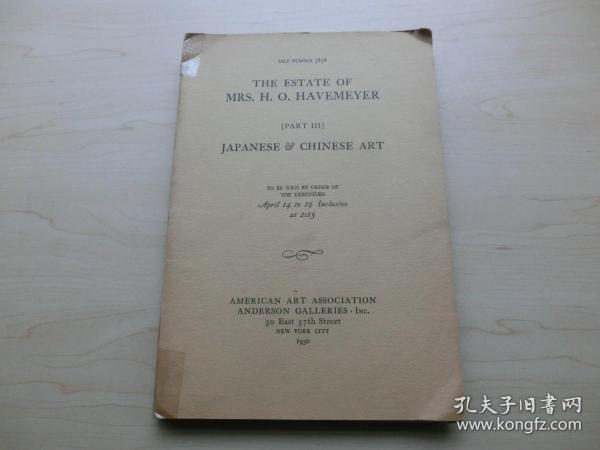 SALE NUMBER 3838
THE ESTATE OF
MRS. H. O. HAVEMEYER
[PART III]
JAPANESE & CHINESE ART
TO BE SOLD BY ORDER OF
THE EXECUTORS
April 14 to 19 Inclusive
at 2:15
AMERICAN ART ASSOCIATION
ANDERSON GALLERIES · INC.
30 East 57th Street
NEW YORK CITY
1930
孔夫子旧书网
www.kongfz.com